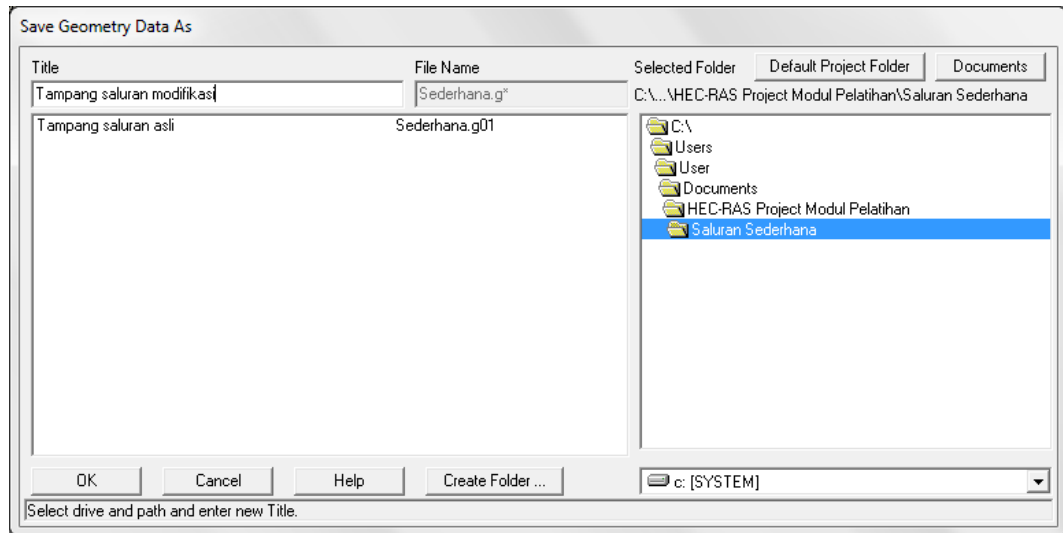 Save Geometry Data As
Title File Name Selected Folder Default Project Folder Documents
Tampang saluran modifikasi Sederhana.g* C:\...\HEC-RAS Project Modul Pelatihan\Saluran Sederhana
Tampang saluran asli Sederhana.g01
C:\
Users
User
Documents
HEC-RAS Project Modul Pelatihan
Saluran Sederhana
OK Cancel Help Create Folder ... c: [SYSTEM]
Select drive and path and enter new Title.